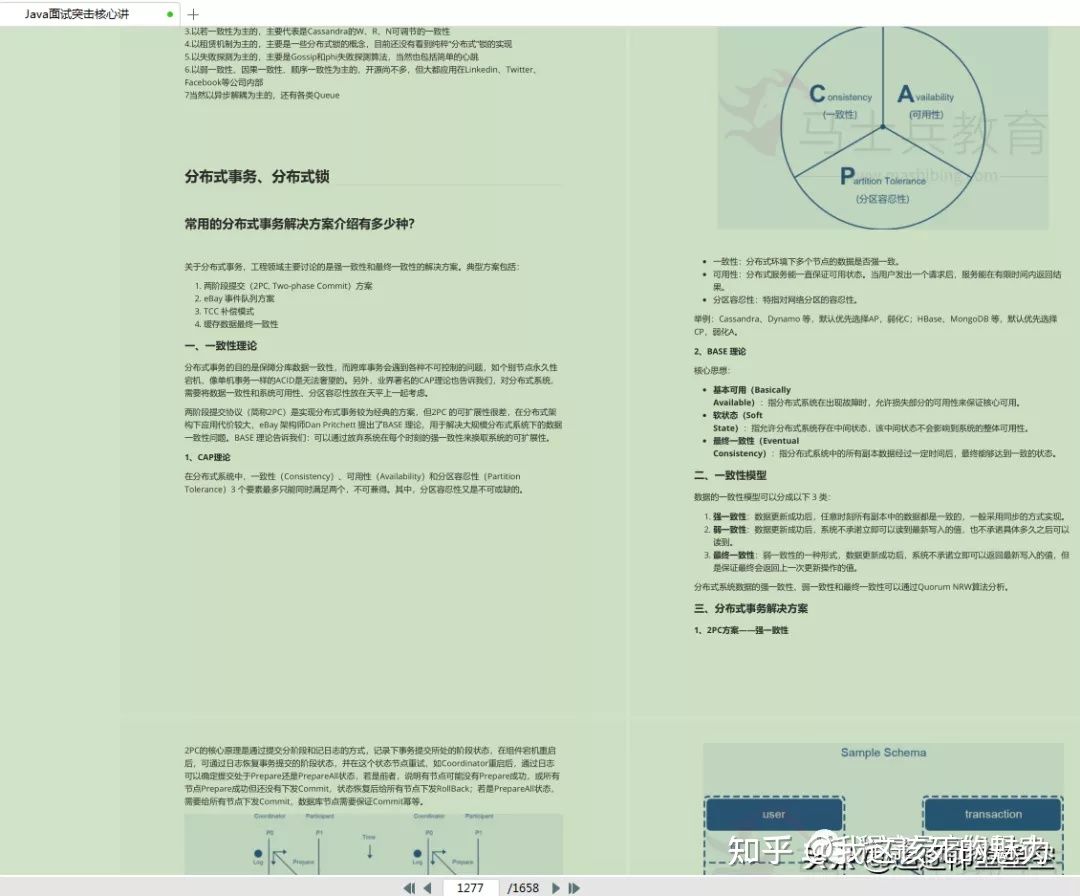 Java面试突击核心讲
3.以若一致性为主，主要代表是Cassandra的W、R、N可调节的一致性
4.以租赁机制为主，主要是一些分布式锁的概念，目前还没有看到纯粹“分布式”锁的实现
5.以失败探测为主，主要是Gossip和phi失败探测算法，当然也包括简单的心跳
6.以弱一致性，因果一致性，顺序一致性为主，开源尚不多，但大都应用在Linkedin、Twitter、
Facebook等公司内部
7当然以异步解耦为主的，还有各类Queue
分布式事务、分布式锁
常用的分布式事务解决方案介绍有多少种？
关于分布式事务，工程领域主要讨论的是强一致性和最终一致性的解决方案。典型方案包括：
1. 两阶段提交（2PC, Two-phase Commit）方案
2. eBay 事件队列方案
3. TCC 补偿模式
4. 缓存数据最终一致性
一、一致性理论
分布式事务的目的是保障分库数据一致性，而跨库事务会遇到各种不可控制的问题，如个别节点永久性
宕机，像单机事务一样的ACID是无法奢望的。另外，业界著名的CAP理论也告诉我们，对分布式系统，
需要将数据一致性和系统可用性、分区容忍性放在天平上一起考虑。
两阶段提交协议（简称2PC）是实现分布式事务较为经典的方案，但2PC 的可扩展性很差，在分布式架
构下应用代价较大，eBay 架构师Dan Pritchett 提出了BASE 理论，用于解决大规模分布式系统下的数据
一致性问题。BASE 理论告诉我们：可以通过放弃系统在每个时刻的强一致性来换取系统的可扩展性。
1、CAP理论
在分布式系统中，一致性（Consistency）、可用性（Availability）和分区容忍性（Partition
Tolerance）3 个要素最多只能同时满足两个，不可兼得。其中，分区容忍性又是不可或缺的。
Consistency
(一致性)
Availability
(可用性)
Partition Tolerance
(分区容忍性)
马士兵教育
www.mashibing.com
• 一致性：分布式环境下多个节点的数据是否强一致。
• 可用性：分布式服务能一直保证可用状态。当用户发出一个请求后，服务能在有限时间内返回结
果。
• 分区容忍性：特指对网络分区的容忍性。
举例：Cassandra、Dynamo 等，默认优先选择AP，弱化C；HBase、MongoDB 等，默认优先选择
CP，弱化A。
2、BASE 理论
核心思想：
• 基本可用（Basically
Available）：指分布式系统在出现故障时，允许损失部分的可用性来保证核心可用。
• 软状态（Soft
State）：指允许分布式系统存在中间状态，该中间状态不会影响到系统的整体可用性。
• 最终一致性（Eventual
Consistency）：指分布式系统中的所有副本数据经过一定时间后，最终能够达到一致的状态。
二、一致性模型
数据的一致性模型可以分成以下 3 类：
1. 强一致性：数据更新成功后，任意时刻所有副本中的数据都是一致的，一般采用同步的方式实现。
2. 弱一致性：数据更新成功后，系统不承诺立即可以读到最新写入的值，也不承诺具体多久之后可以
读到。
3. 最终一致性：弱一致性的一种形式，数据更新成功后，系统不承诺立即可以返回最新写入的值，但
是保证最终会返回上一次更新操作的值。
分布式系统数据的强一致性、弱一致性和最终一致性可以通过Quorum NRW算法分析。
三、分布式事务解决方案
1、2PC方案——强一致性
2PC的核心原理是通过提交分阶段和记日志的方式，记录下事务提交所处的阶段状态，在组件宕机重启
后，可通过日志恢复事务提交的阶段状态，并在这个状态节点重试，如Coordinator重启后，通过日志
可以确定提交处于Prepare还是PrepareAll状态，若是前者，说明有节点可能没有Prepare成功，或所有
节点Prepare成功但还没有下发Commit，状态恢复后给所有节点下发RollBack；若是PrepareAll状态，
需要给所有节点下发Commit，数据库节点需要保证Commit幂等。
Coordinator Participant Coordinator Participant
P0 P1 Time P0 P1
Log Prepare Log Prepare
Sample Schema
user
transaction
知乎 @我这该死的魅力
1277 /1658